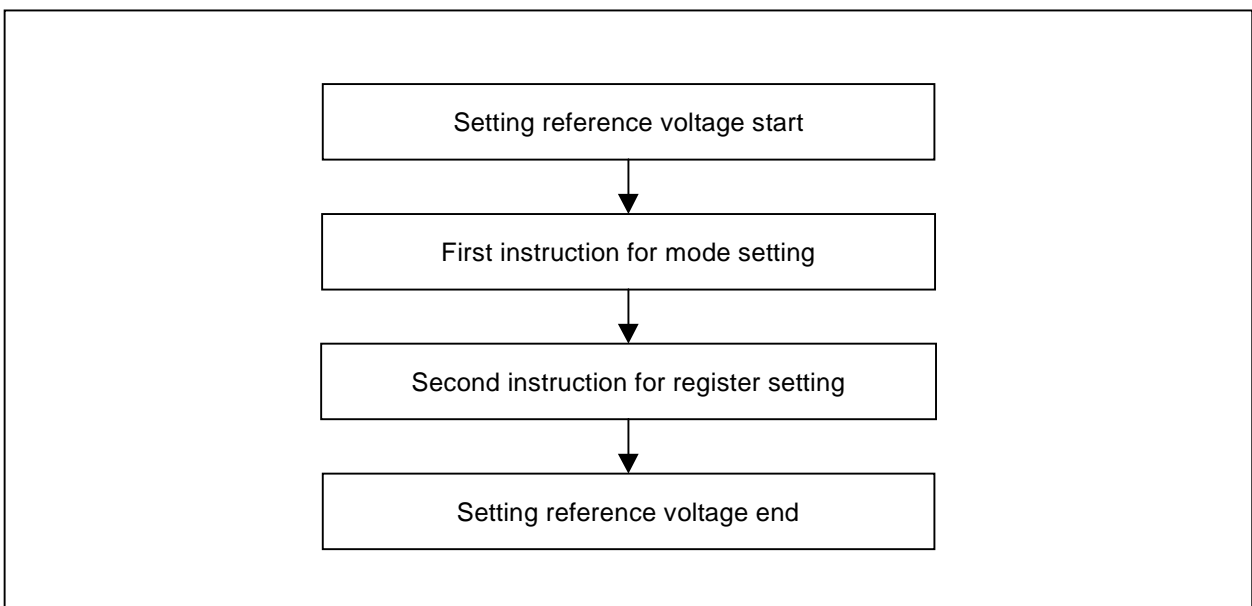 Setting reference voltage start
First instruction for mode setting
Second instruction for register setting
Setting reference voltage end